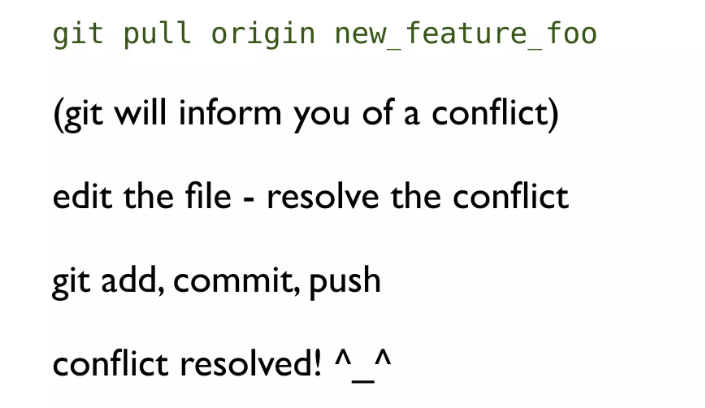 git pull origin new_feature_foo
(git will inform you of a conflict)
edit the file - resolve the conflict
git add, commit, push
conflict resolved! ^_^